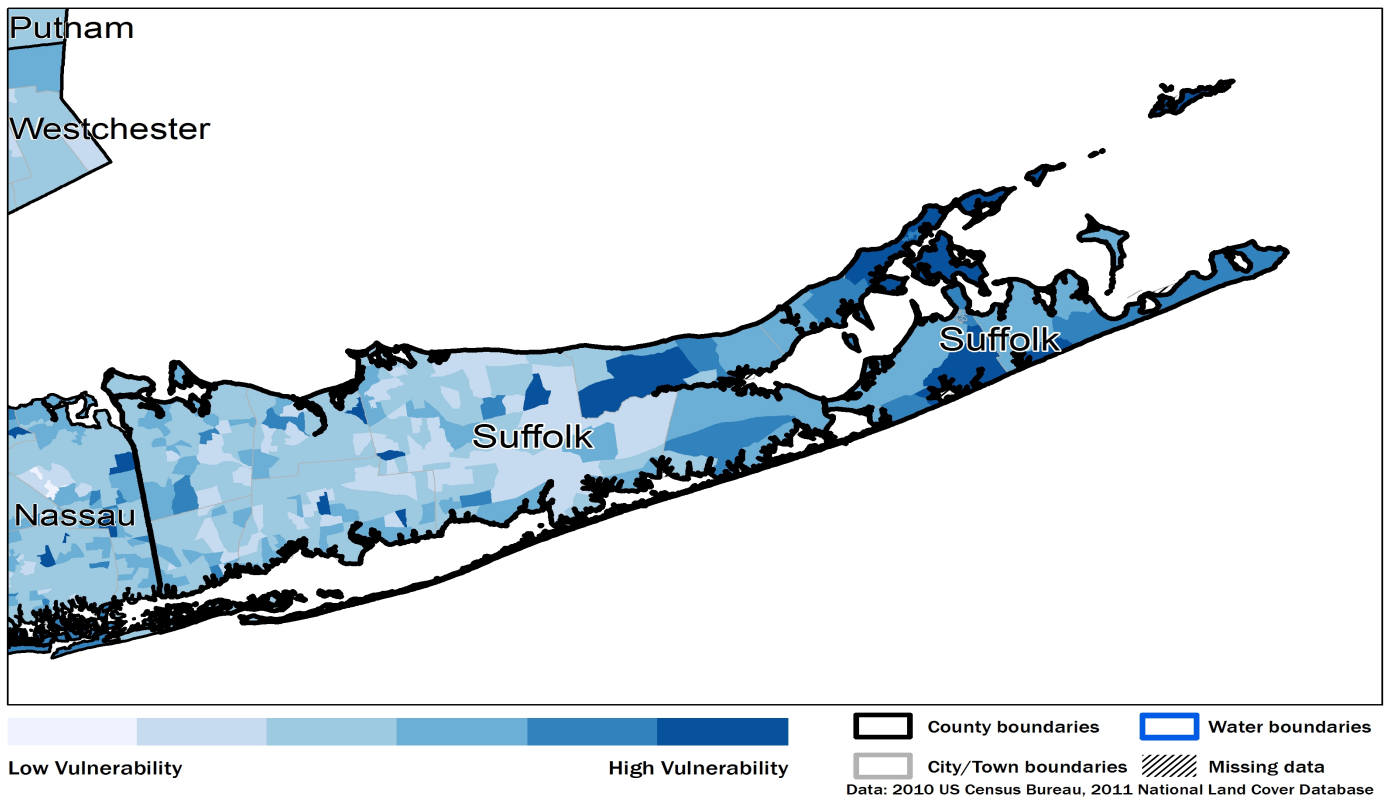 Putnam
Westchester
Suffolk
Suffolk
Nassau
Low Vulnerability
High Vulnerability
County boundaries
Water boundaries
City/Town boundaries
Missing data
Data: 2010 US Census Bureau, 2011 National Land Cover Database